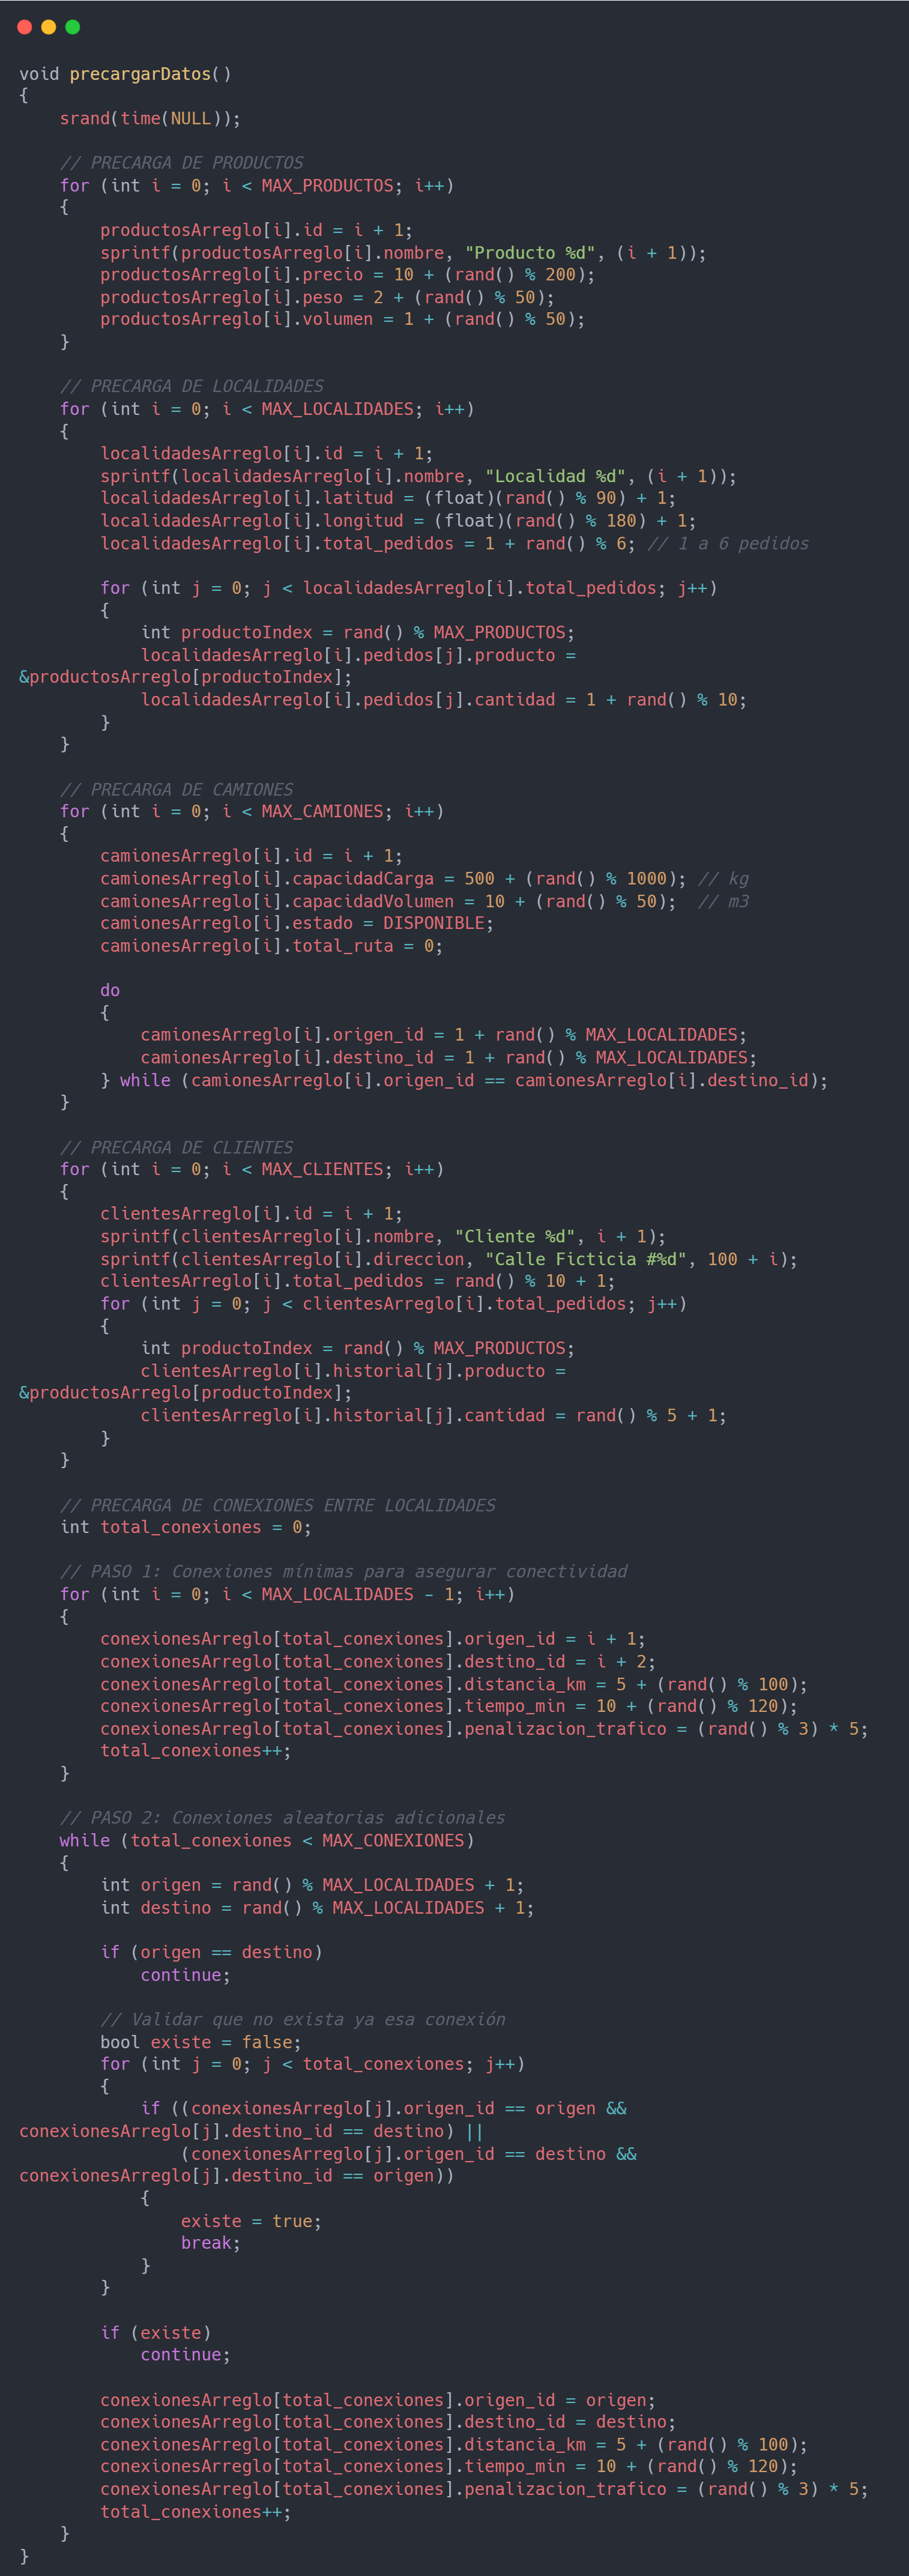 void precargarDatos()
{
    srand(time(NULL));

    // PRECARGA DE PRODUCTOS
    for (int i = 0; i < MAX_PRODUCTOS; i++)
    {
        productosArreglo[i].id = i + 1;
        sprintf(productosArreglo[i].nombre, "Producto %d", (i + 1));
        productosArreglo[i].precio = 10 + (rand() % 200);
        productosArreglo[i].peso = 2 + (rand() % 50);
        productosArreglo[i].volumen = 1 + (rand() % 50);
    }

    // PRECARGA DE LOCALIDADES
    for (int i = 0; i < MAX_LOCALIDADES; i++)
    {
        localidadesArreglo[i].id = i + 1;
        sprintf(localidadesArreglo[i].nombre, "Localidad %d", (i + 1));
        localidadesArreglo[i].latitud = (float)(rand() % 90) + 1;
        localidadesArreglo[i].longitud = (float)(rand() % 180) + 1;
        localidadesArreglo[i].total_pedidos = 1 + rand() % 6; // 1 a 6 pedidos

        for (int j = 0; j < localidadesArreglo[i].total_pedidos; j++)
        {
            int productoIndex = rand() % MAX_PRODUCTOS;
            localidadesArreglo[i].pedidos[j].producto =
&productosArreglo[productoIndex];
            localidadesArreglo[i].pedidos[j].cantidad = 1 + rand() % 10;
        }
    }

    // PRECARGA DE CAMIONES
    for (int i = 0; i < MAX_CAMIONES; i++)
    {
        camionesArreglo[i].id = i + 1;
        camionesArreglo[i].capacidadCarga = 500 + (rand() % 1000); // kg
        camionesArreglo[i].capacidadVolumen = 10 + (rand() % 50);  // m3
        camionesArreglo[i].estado = DISPONIBLE;
        camionesArreglo[i].total_ruta = 0;

        do
        {
            camionesArreglo[i].origen_id = 1 + rand() % MAX_LOCALIDADES;
            camionesArreglo[i].destino_id = 1 + rand() % MAX_LOCALIDADES;
        } while (camionesArreglo[i].origen_id == camionesArreglo[i].destino_id);
    }

    // PRECARGA DE CLIENTES
    for (int i = 0; i < MAX_CLIENTES; i++)
    {
        clientesArreglo[i].id = i + 1;
        sprintf(clientesArreglo[i].nombre, "Cliente %d", i + 1);
        sprintf(clientesArreglo[i].direccion, "Calle Ficticia #%d", 100 + i);
        clientesArreglo[i].total_pedidos = rand() % 10 + 1;
        for (int j = 0; j < clientesArreglo[i].total_pedidos; j++)
        {
            int productoIndex = rand() % MAX_PRODUCTOS;
            clientesArreglo[i].historial[j].producto =
&productosArreglo[productoIndex];
            clientesArreglo[i].historial[j].cantidad = rand() % 5 + 1;
        }
    }

    // PRECARGA DE CONEXIONES ENTRE LOCALIDADES
    int total_conexiones = 0;

    // PASO 1: Conexiones mínimas para asegurar conectividad
    for (int i = 0; i < MAX_LOCALIDADES - 1; i++)
    {
        conexionesArreglo[total_conexiones].origen_id = i + 1;
        conexionesArreglo[total_conexiones].destino_id = i + 2;
        conexionesArreglo[total_conexiones].distancia_km = 5 + (rand() % 100);
        conexionesArreglo[total_conexiones].tiempo_min = 10 + (rand() % 120);
        conexionesArreglo[total_conexiones].penalizacion_trafico = (rand() % 3) * 5;
        total_conexiones++;
    }

    // PASO 2: Conexiones aleatorias adicionales
    while (total_conexiones < MAX_CONEXIONES)
    {
        int origen = rand() % MAX_LOCALIDADES + 1;
        int destino = rand() % MAX_LOCALIDADES + 1;

        if (origen == destino)
            continue;

        // Validar que no exista ya esa conexión
        bool existe = false;
        for (int j = 0; j < total_conexiones; j++)
        {
            if ((conexionesArreglo[j].origen_id == origen &&
conexionesArreglo[j].destino_id == destino) ||
                (conexionesArreglo[j].origen_id == destino &&
conexionesArreglo[j].destino_id == origen))
            {
                existe = true;
                break;
            }
        }

        if (existe)
            continue;

        conexionesArreglo[total_conexiones].origen_id = origen;
        conexionesArreglo[total_conexiones].destino_id = destino;
        conexionesArreglo[total_conexiones].distancia_km = 5 + (rand() % 100);
        conexionesArreglo[total_conexiones].tiempo_min = 10 + (rand() % 120);
        conexionesArreglo[total_conexiones].penalizacion_trafico = (rand() % 3) * 5;
        total_conexiones++;
    }
}